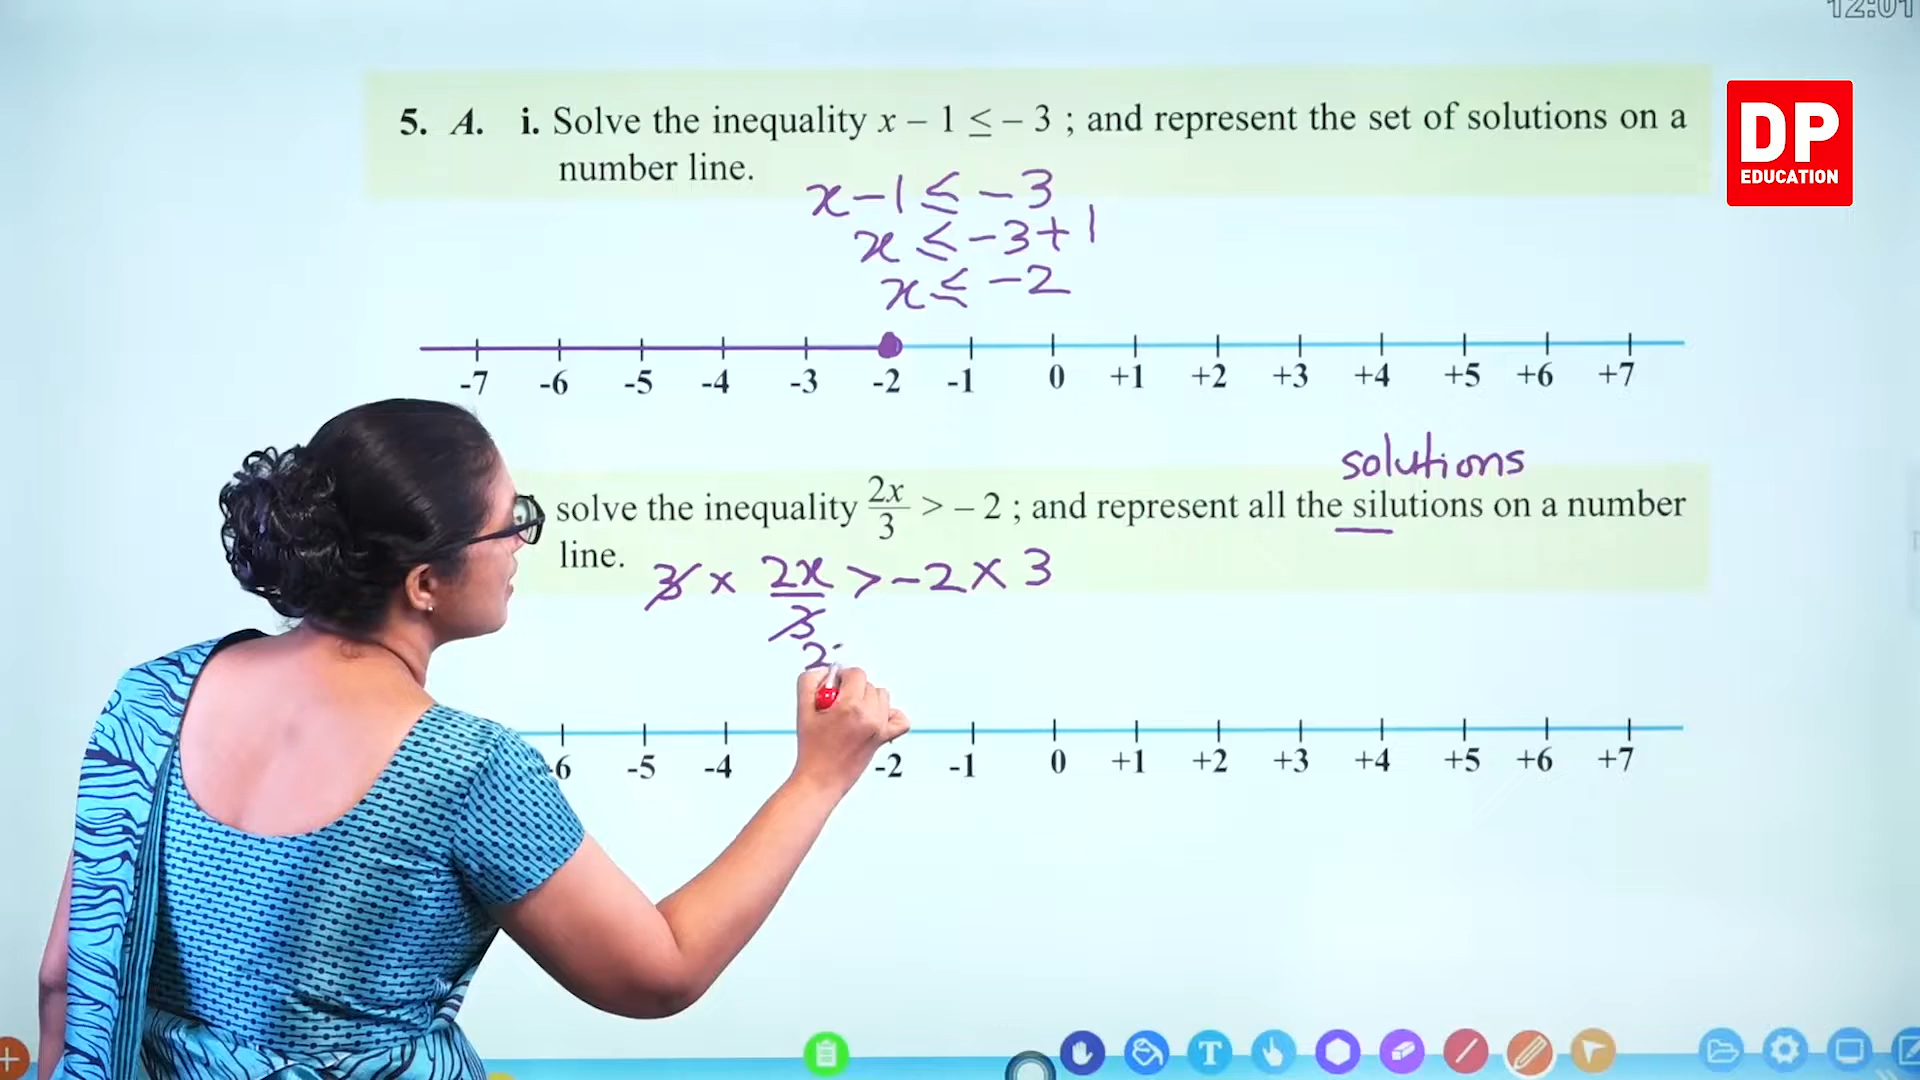 12:01
5. A. i. Solve the inequality x – 1 ≤ – 3 ; and represent the set of solutions on a
number line.
DP
EDUCATION
x-1 ≤ -3
x ≤ -3+1
x ≤ -2
-7 -6 -5 -4 -3 -2 -1 0 +1 +2 +3 +4 +5 +6 +7
solutions
solve the inequality 2x/3 > – 2 ; and represent all the silutions on a number
line.
3 × 2x/3 > -2 × 3
2
-6 -5 -4 -2 -1 0 +1 +2 +3 +4 +5 +6 +7
T